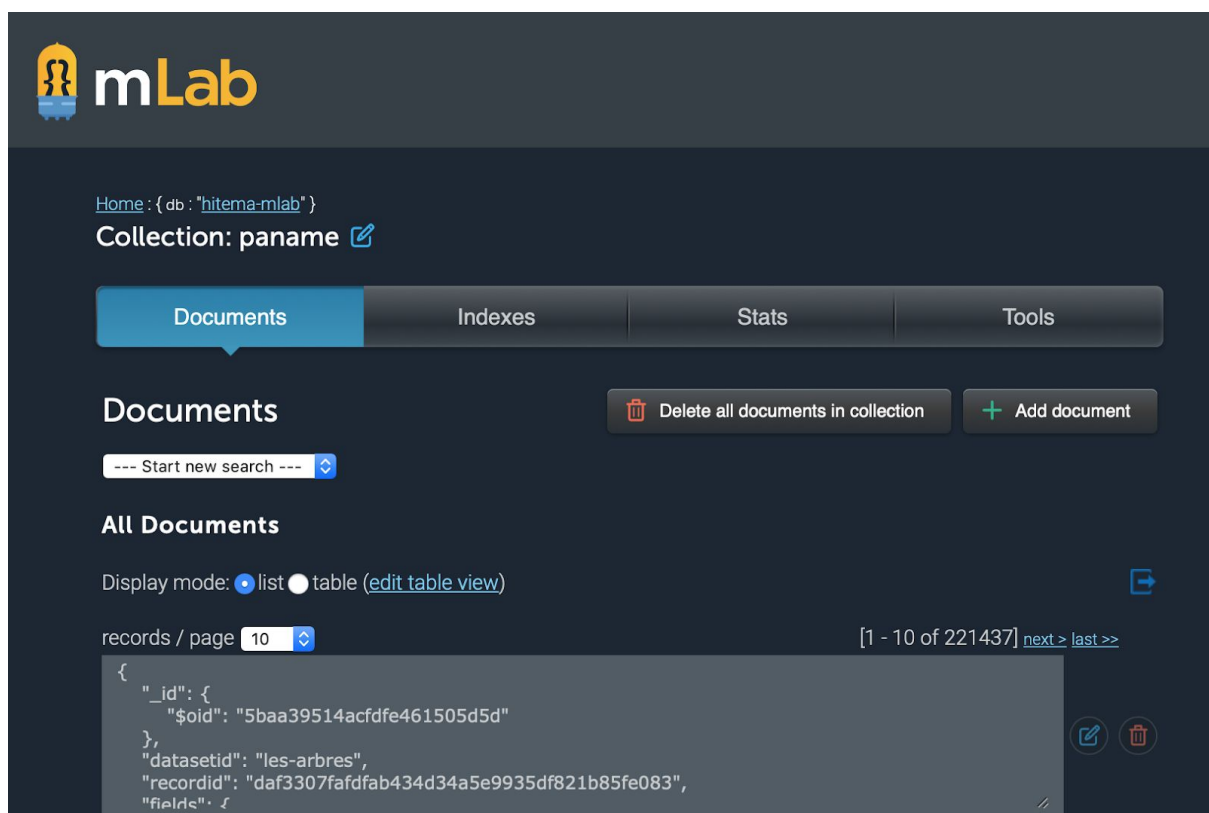 mLab
Home : { db : "hitema-mlab" }
Collection: paname
Documents Indexes Stats Tools
Documents
Delete all documents in collection
Add document
--- Start new search ---
All Documents
Display mode: list table (edit table view)
records / page 10
[1 - 10 of 221437] next > last >>
{
"_id": {
"$oid": "5baa39514acfdfe461505d5d"
},
"datasetid": "les-arbres",
"recordid": "daf3307fafdfab434d34a5e9935df821b85fe083",
"fields": {